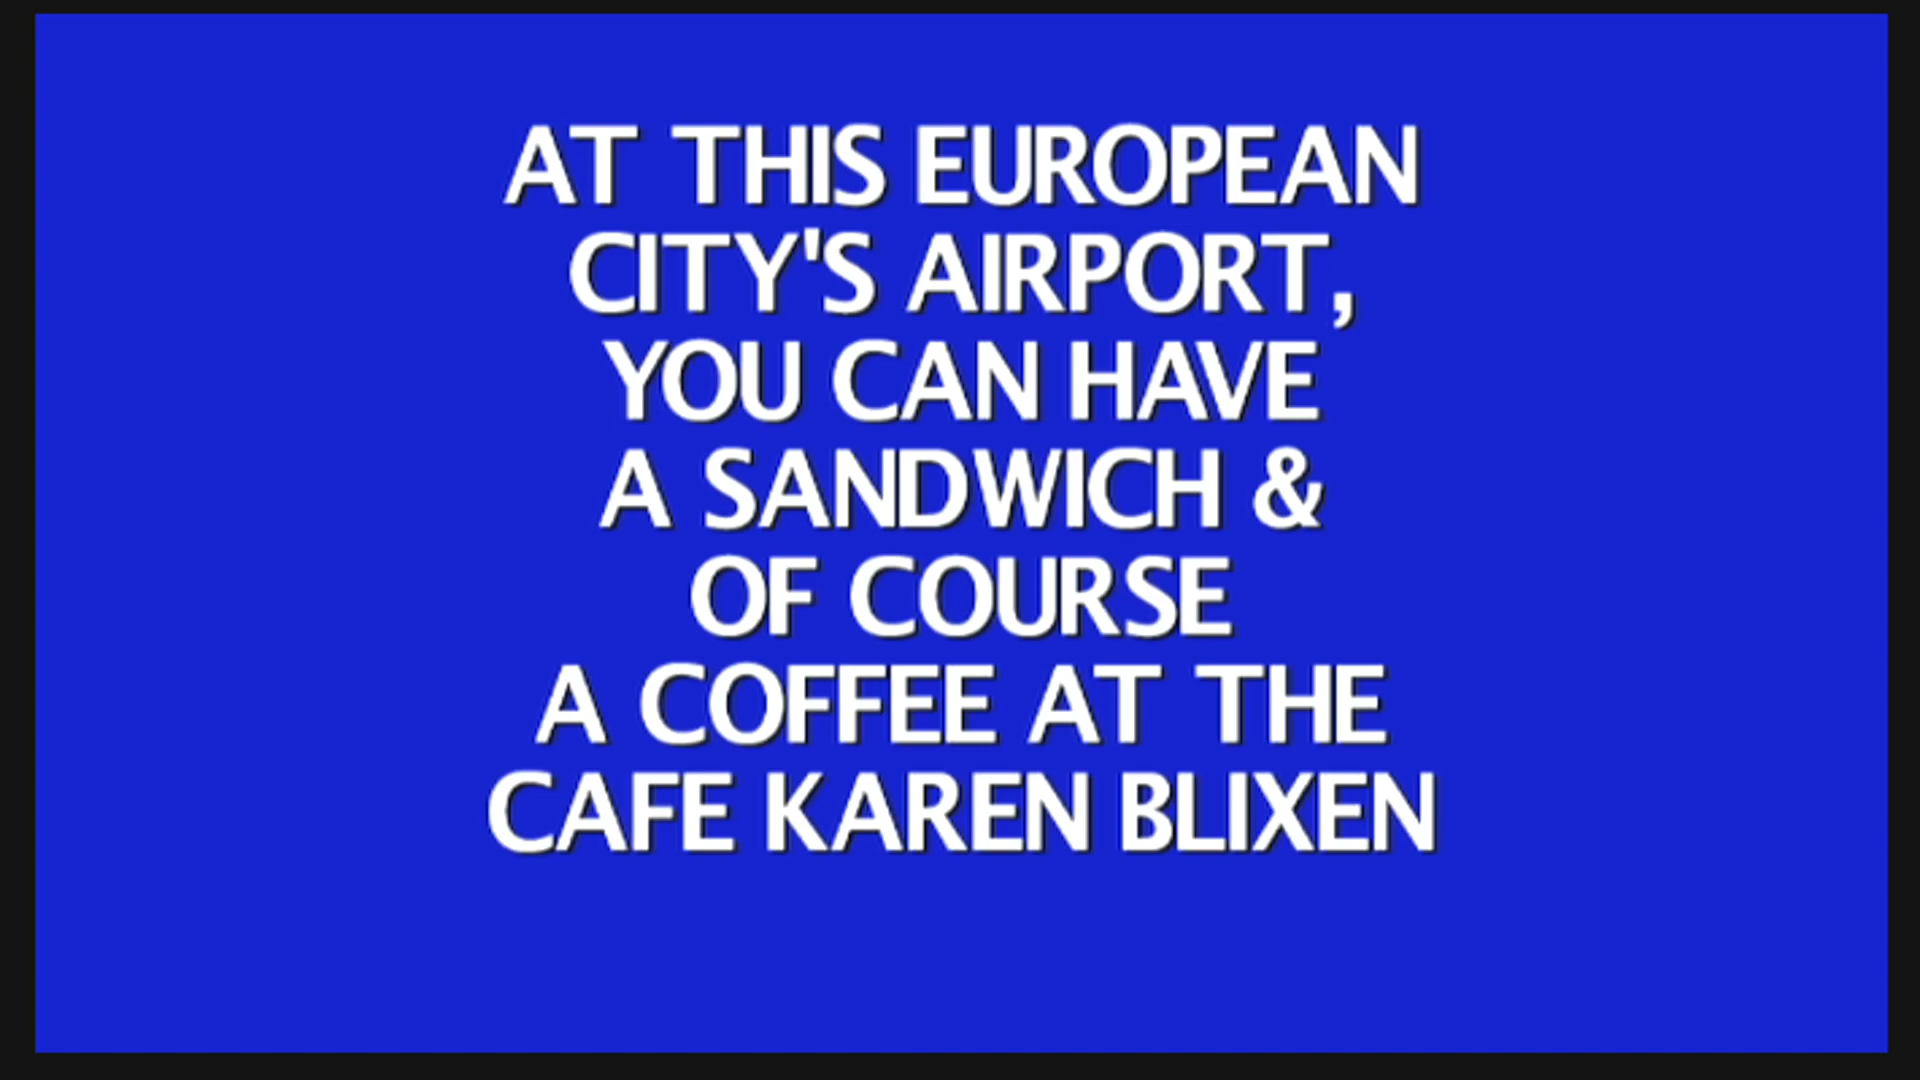 AT THIS EUROPEAN
CITY'S AIRPORT,
YOU CAN HAVE
A SANDWICH &
OF COURSE
A COFFEE AT THE
CAFE KAREN BLIXEN